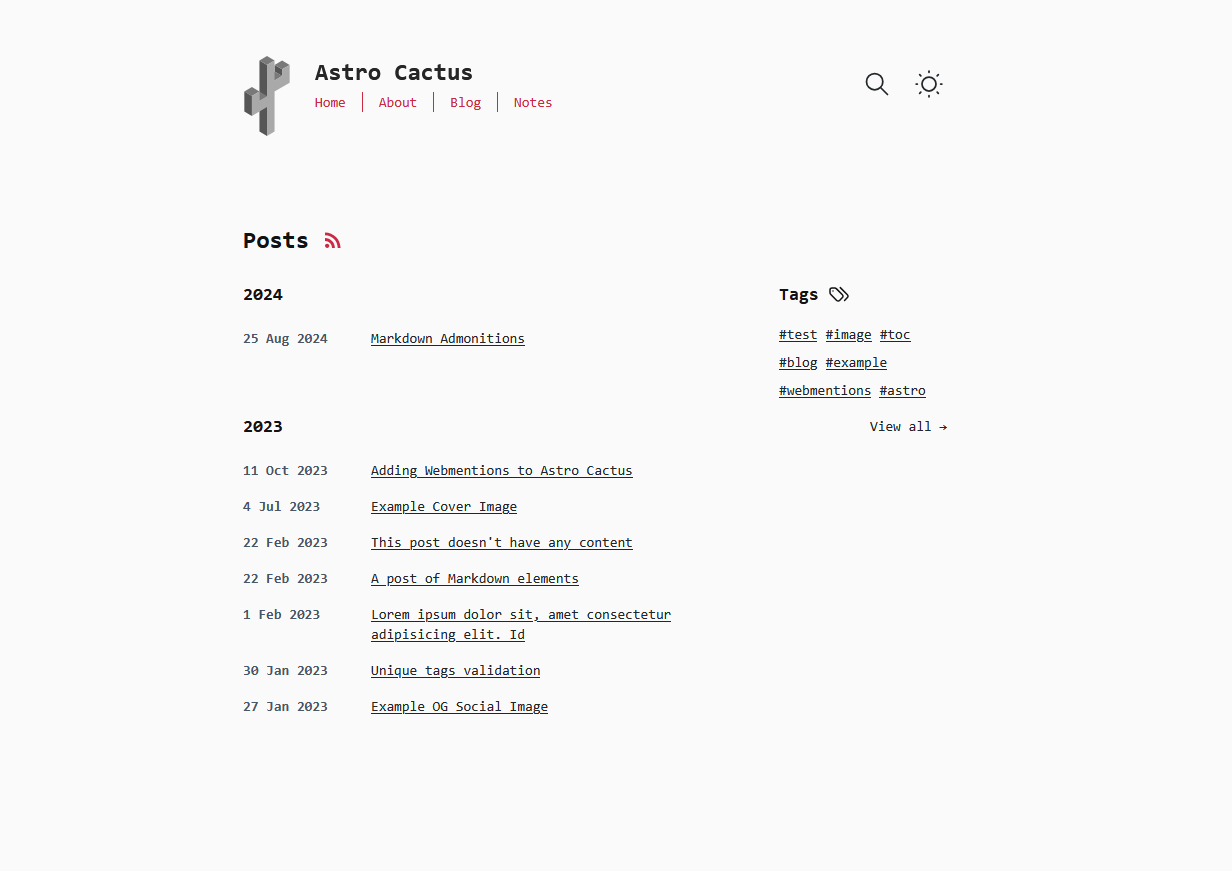 Astro Cactus
Home About Blog Notes
Posts
2024
25 Aug 2024 Markdown Admonitions
2023
11 Oct 2023 Adding Webmentions to Astro Cactus
4 Jul 2023 Example Cover Image
22 Feb 2023 This post doesn't have any content
22 Feb 2023 A post of Markdown elements
1 Feb 2023 Lorem ipsum dolor sit, amet consectetur
adipisicing elit. Id
30 Jan 2023 Unique tags validation
27 Jan 2023 Example OG Social Image
Tags
#test #image #toc
#blog #example
#webmentions #astro
View all →